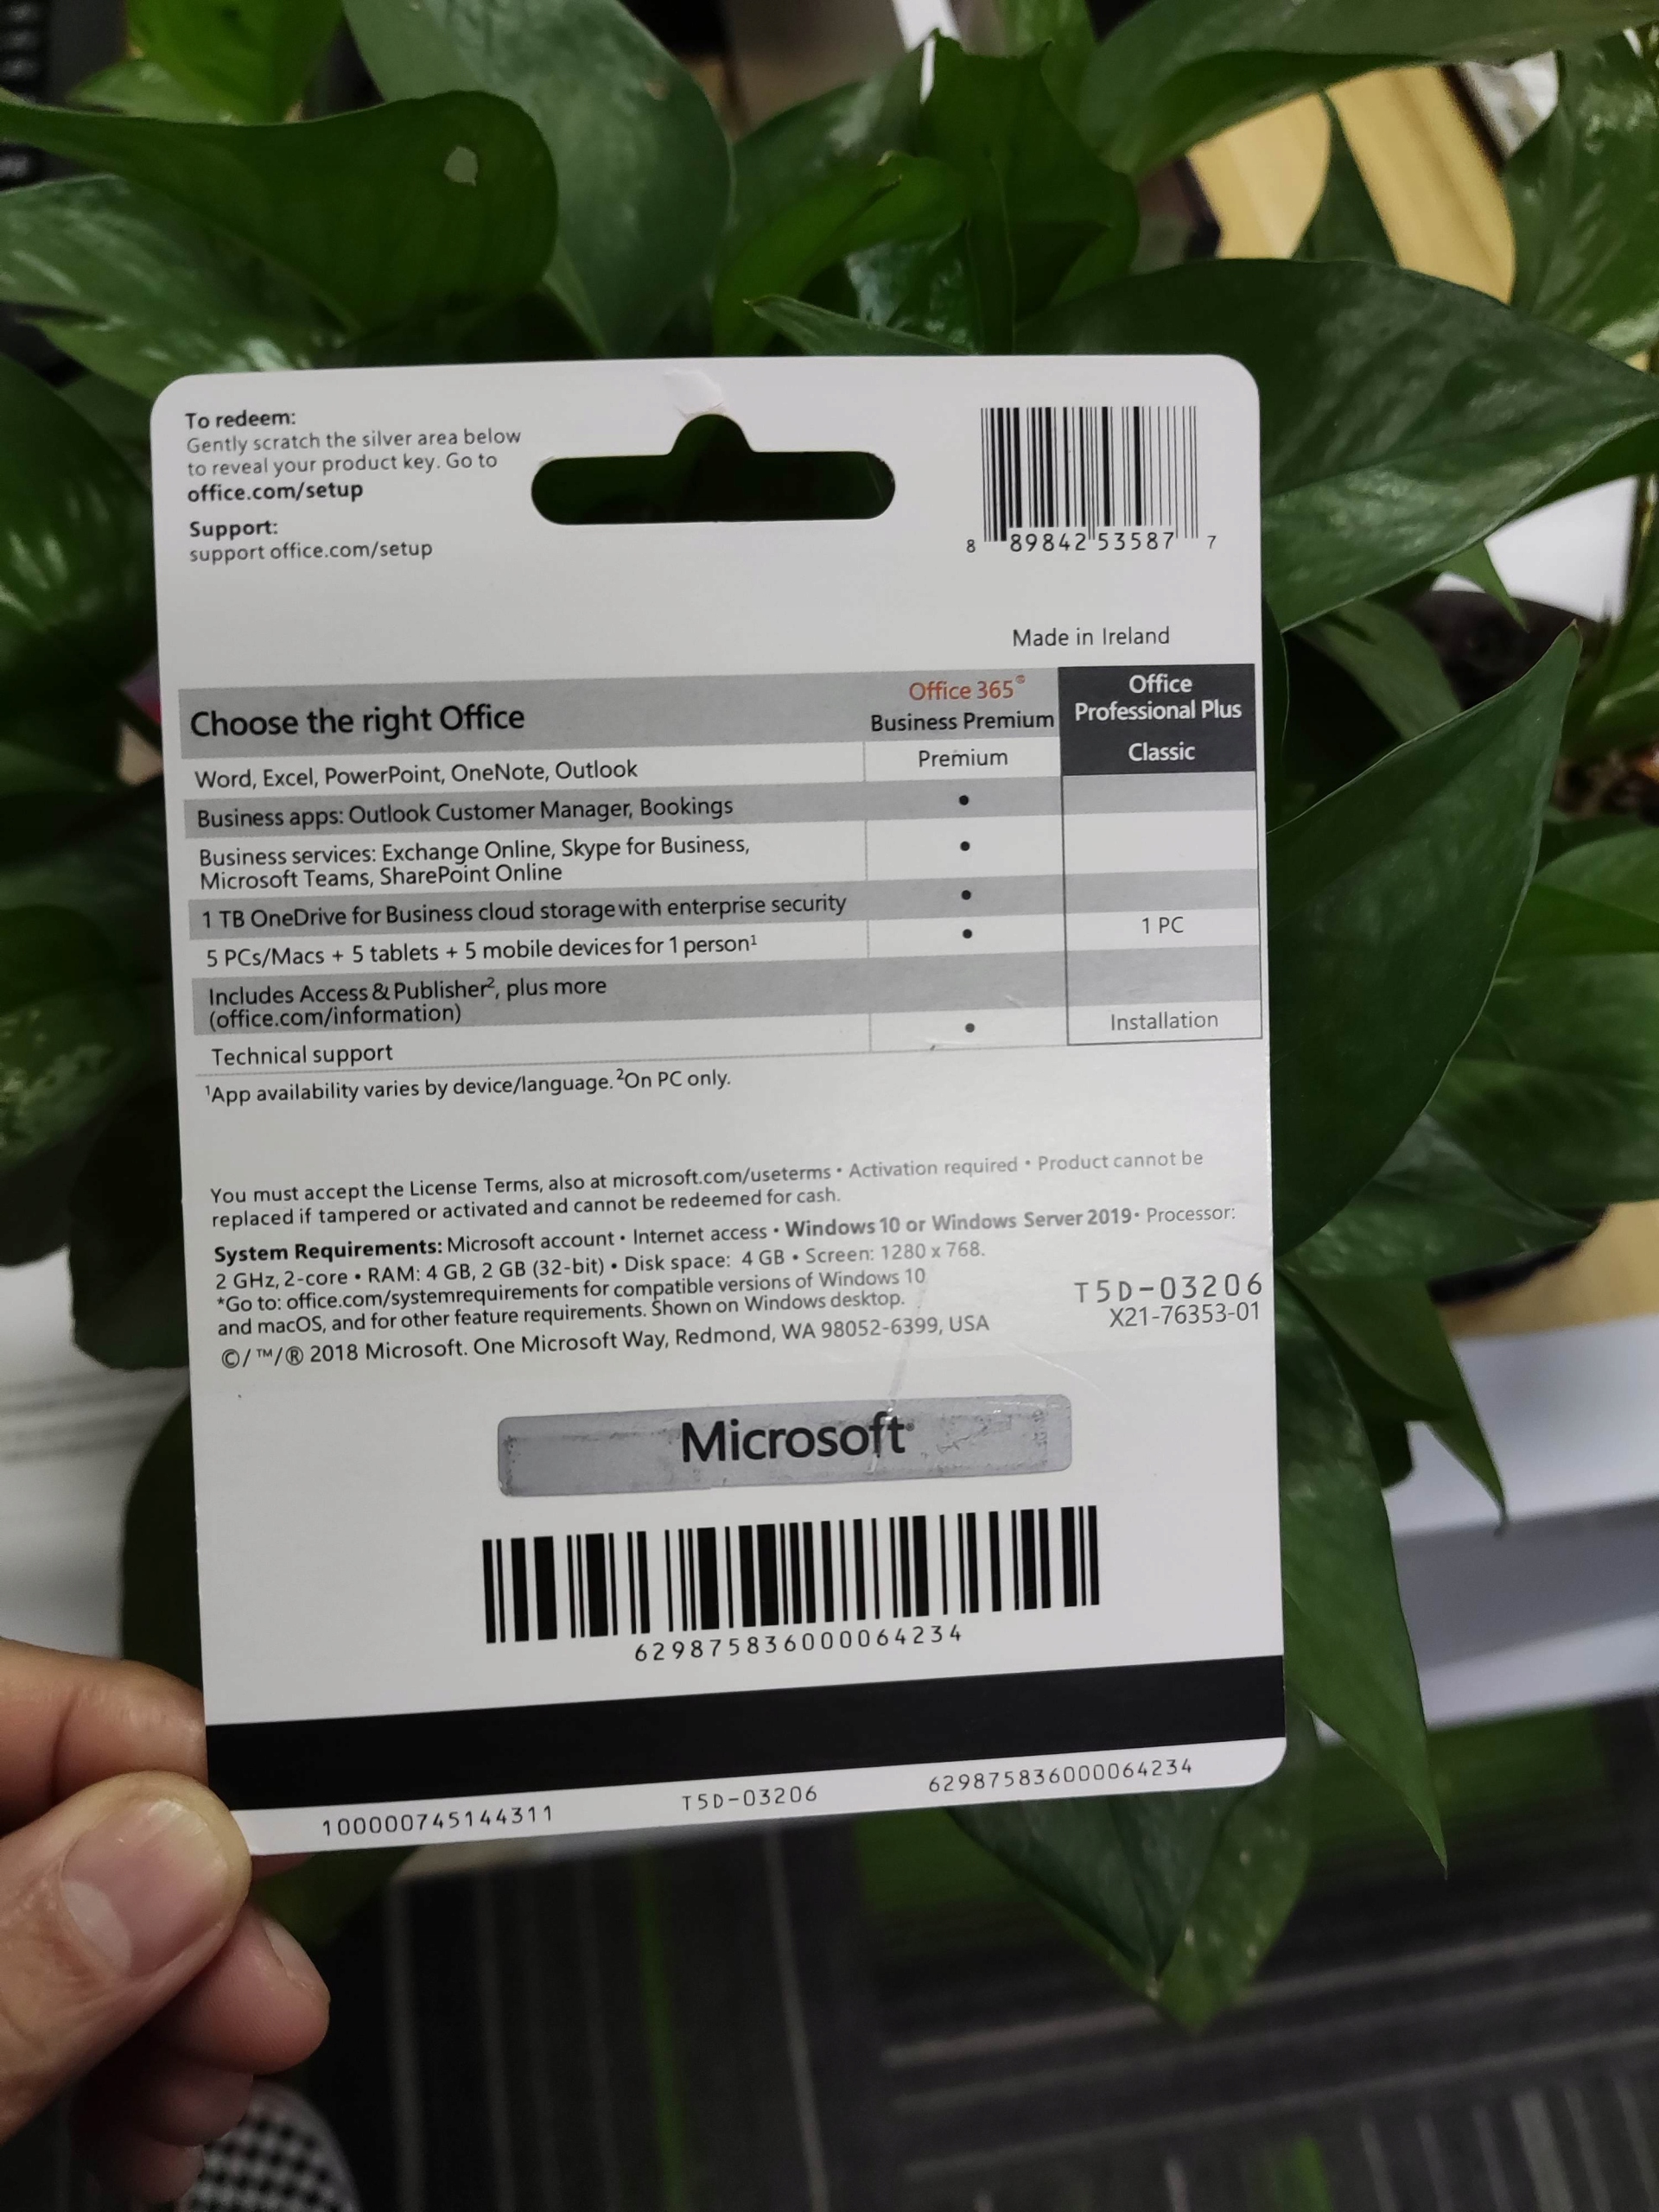 To redeem:
Gently scratch the silver area below
to reveal your product key. Go to
office.com/setup
Support:
support office.com/setup
8 89842 53587 7
Made in Ireland
Choose the right Office
Office 365®
Business Premium
Office
Professional Plus
Word, Excel, PowerPoint, OneNote, Outlook
Premium
Classic
Business apps: Outlook Customer Manager, Bookings
•
Business services: Exchange Online, Skype for Business,
Microsoft Teams, SharePoint Online
•
1 TB OneDrive for Business cloud storage with enterprise security
•
5 PCs/Macs + 5 tablets + 5 mobile devices for 1 person¹
•
1 PC
Includes Access & Publisher², plus more
(office.com/information)
Technical support
•
Installation
¹App availability varies by device/language. ²On PC only.
You must accept the License Terms, also at microsoft.com/useterms • Activation required • Product cannot be
replaced if tampered or activated and cannot be redeemed for cash.
System Requirements: Microsoft account • Internet access • Windows 10 or Windows Server 2019• Processor:
2 GHz, 2-core • RAM: 4 GB, 2 GB (32-bit) • Disk space: 4 GB • Screen: 1280 x 768.
*Go to: office.com/systemrequirements for compatible versions of Windows 10
and macOS, and for other feature requirements. Shown on Windows desktop.
©/™/® 2018 Microsoft. One Microsoft Way, Redmond, WA 98052-6399, USA
T5D-03206
X21-76353-01
Microsoft®
629875836000064234
100000745144311
T5D-03206
629875836000064234